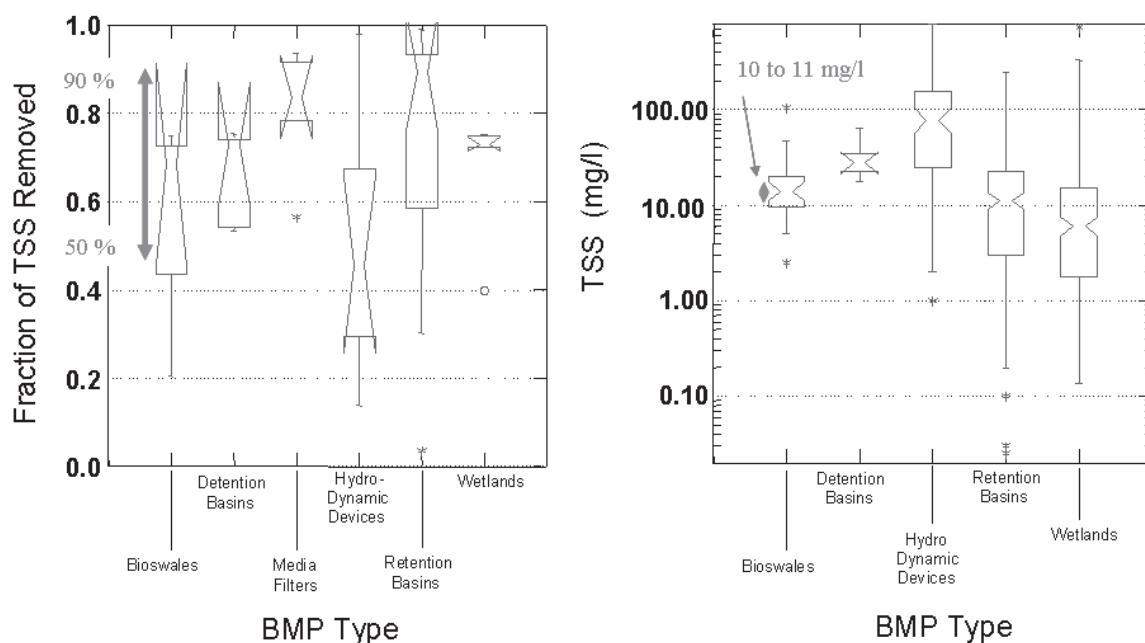 Fraction of TSS Removed
1.0
0.8
0.6
0.4
0.2
0.0
90 %
50 %
Detention
Basins
Hydro-
Dynamic
Devices
Wetlands
Bioswales
Media
Filters
Retention
Basins
BMP Type
TSS (mg/l)
100.00
10.00
1.00
0.10
10 to 11 mg/l
Detention
Basins
Retention
Basins
Bioswales
Hydro
Dynamic
Devices
Wetlands
BMP Type